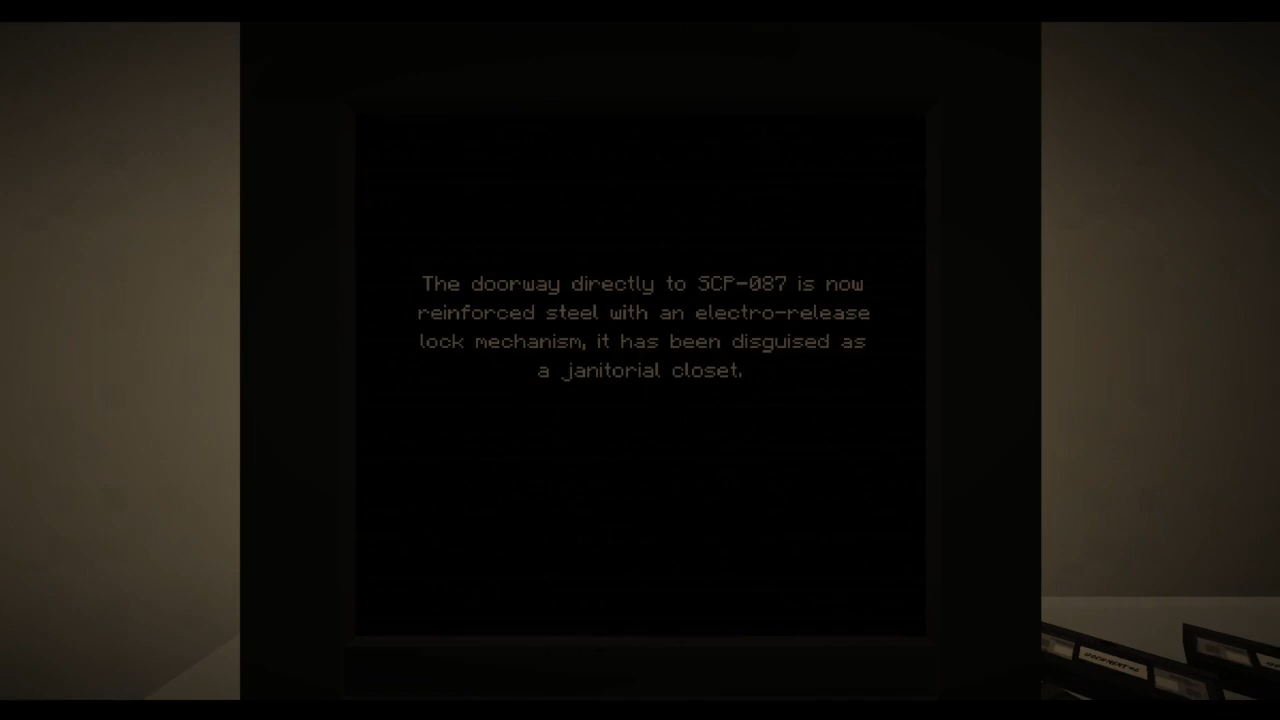 The doorway directly to SCP-087 is now
reinforced steel with an electro-release
lock mechanism, it has been disguised as
a janitorial closet.